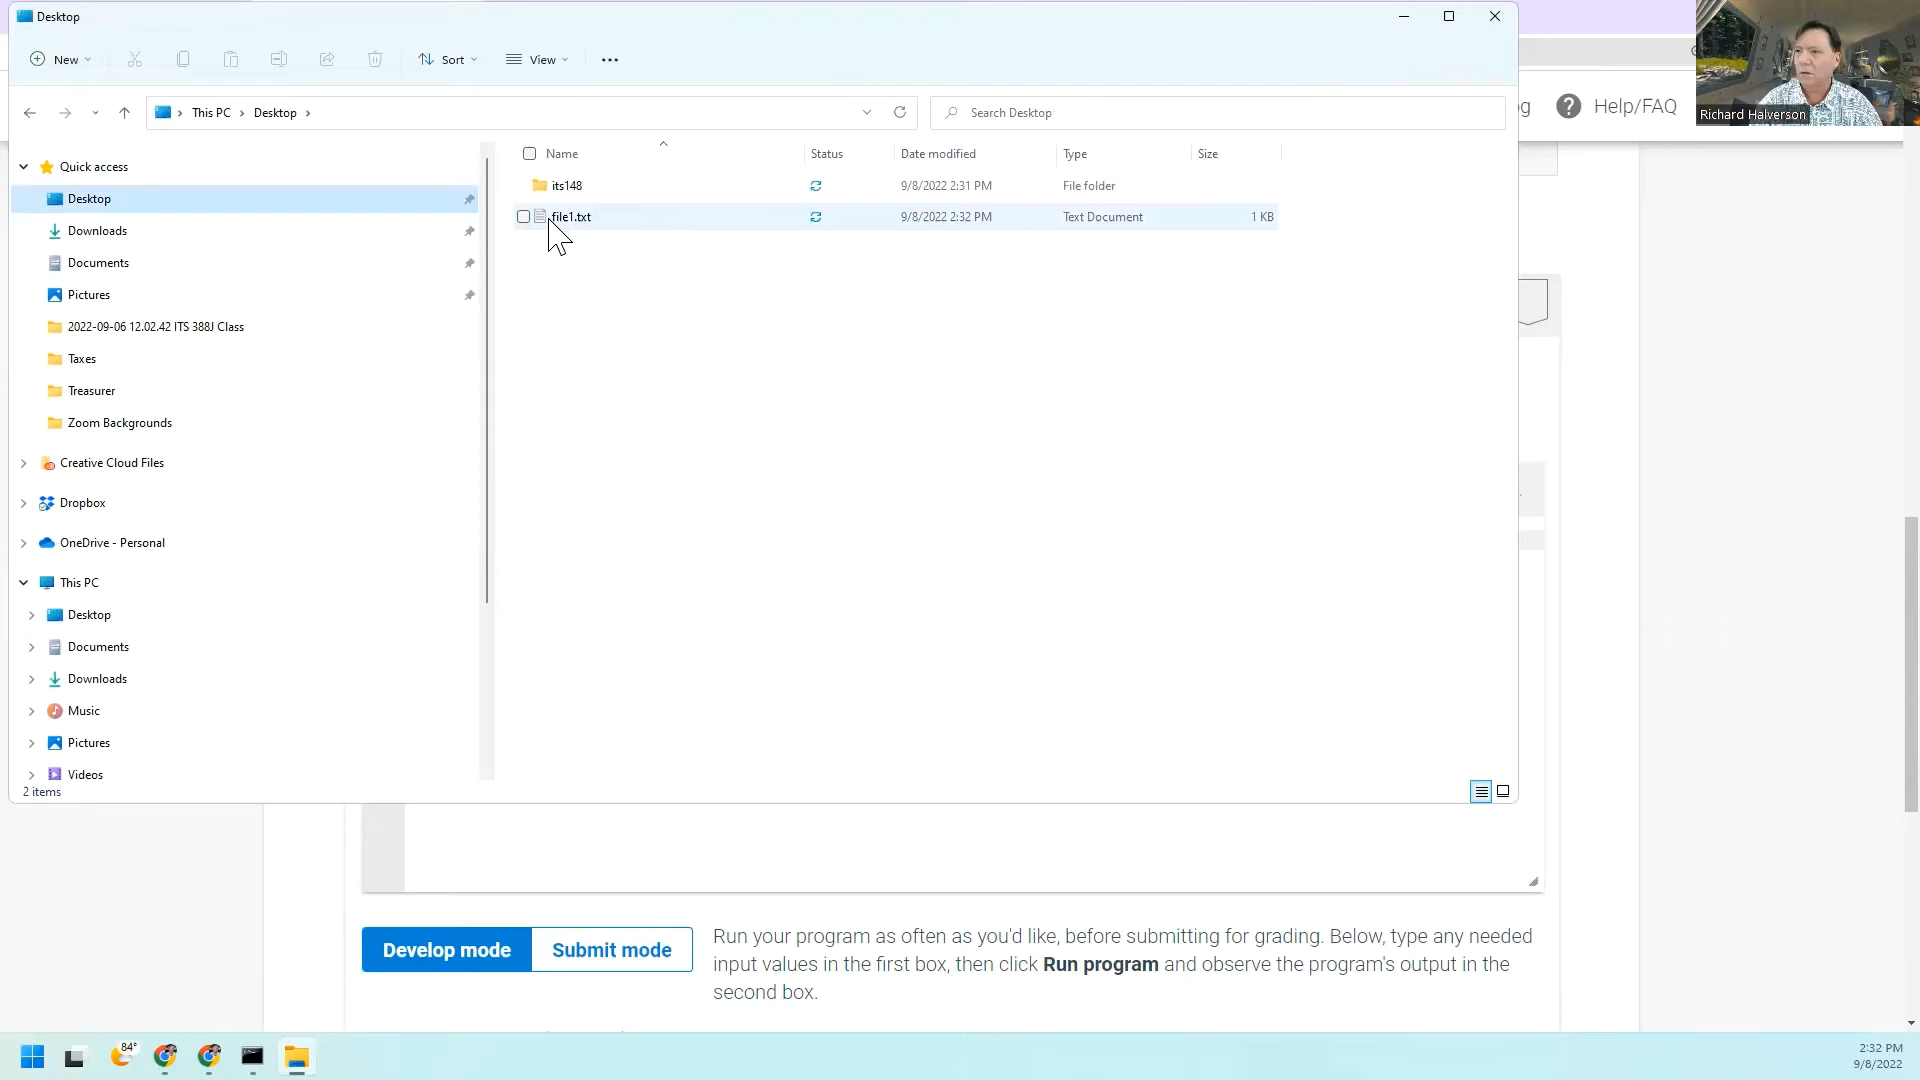 Desktop
New
Sort
View
This PC
Desktop
Search Desktop
Help/FAQ
Richard Halverson
Name
Status
Date modified
Type
Size
its148
9/8/2022 2:31 PM
File folder
file1.txt
9/8/2022 2:32 PM
Text Document
1 KB
Quick access
Desktop
Downloads
Documents
Pictures
2022-09-06 12.02.42 ITS 388J Class
Taxes
Treasurer
Zoom Backgrounds
Creative Cloud Files
Dropbox
OneDrive - Personal
This PC
Desktop
Documents
Downloads
Music
Pictures
Videos
2 items
Develop mode
Submit mode
Run your program as often as you'd like, before submitting for grading. Below, type any needed
input values in the first box, then click Run program and observe the program's output in the
second box.
84°
2:32 PM
9/8/2022